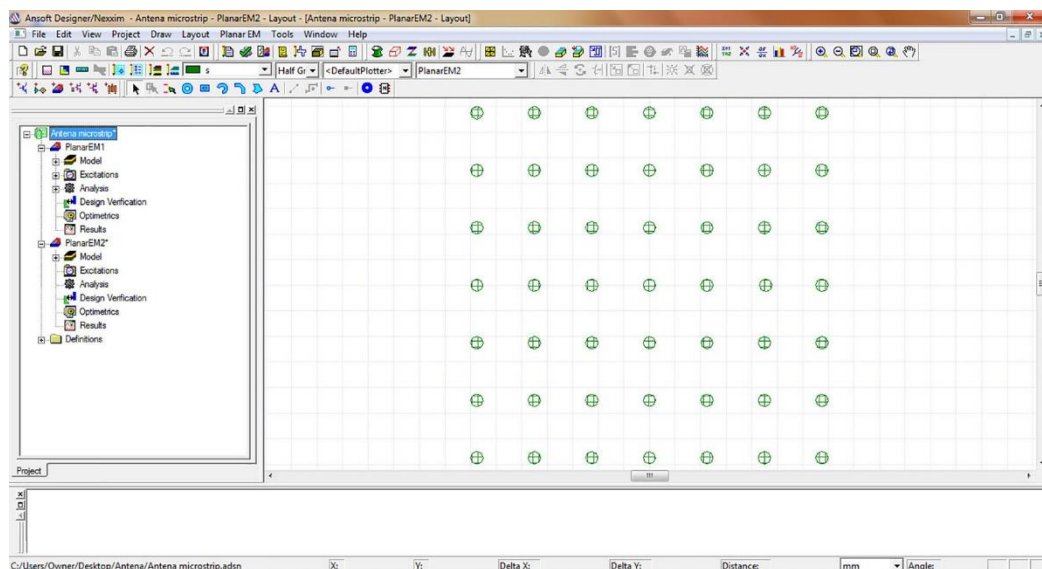 Ansoft Designer/Nexxim - Antena microstrip - PlanarEM2 - Layout - [Antena microstrip - PlanarEM2 - Layout]
File Edit View Project Draw Layout Planar EM Tools Window Help
s Half Gr <DefaultPlotter> PlanarEM2
A
Antena microstrip*
PlanarEM1
Model
Excitations
Analysis
Design Verification
Optimetrics
Results
PlanarEM2*
Model
Excitations
Analysis
Design Verification
Optimetrics
Results
Definitions
Project
C:/Users/Owner/Desktop/Antena/Antena microstrip.adsn X: Y: Delta X: Delta Y: Distance: mm Angle: